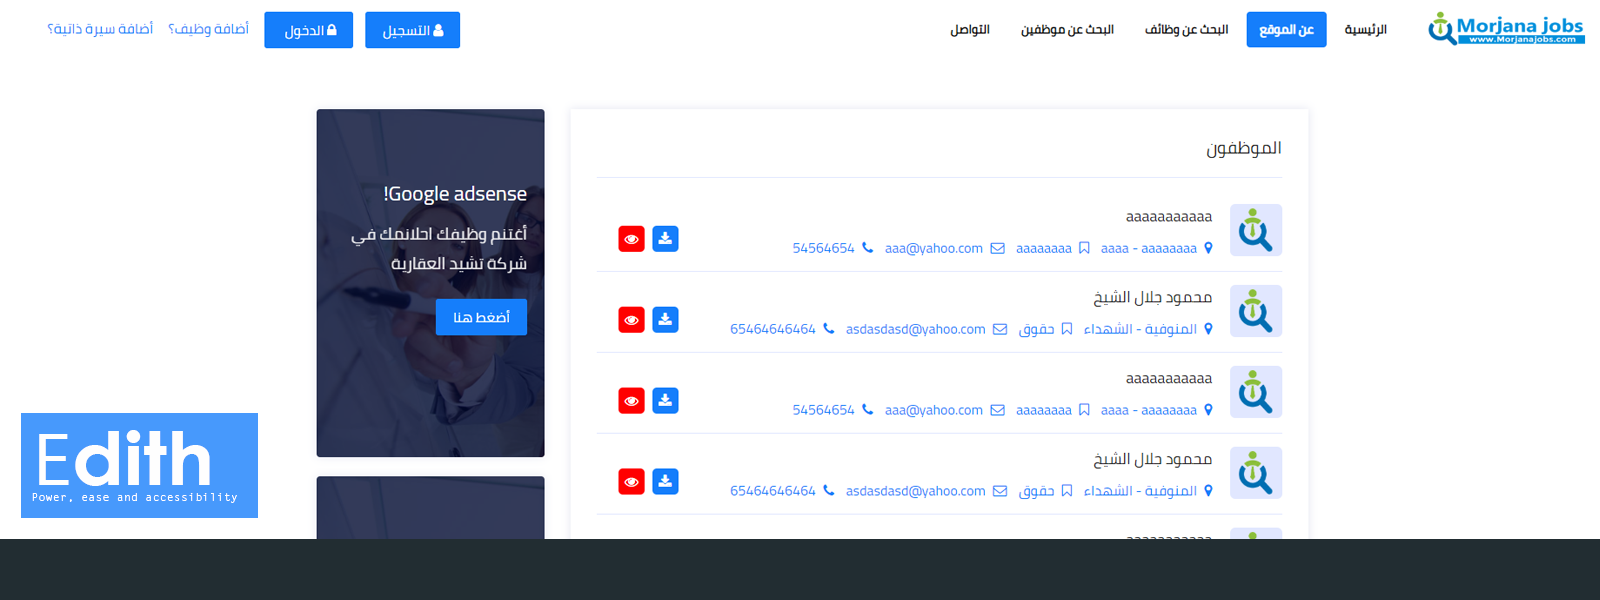 Morjana jobs
www.Morjanajobs.com
الرئيسية
عن الموقع
البحث عن وظائف
البحث عن موظفين
التواصل
التسجيل
الدخول
أضافة وظيف؟
أضافة سيرة ذاتية؟
الموظفون
aaaaaaaaaaa
aaaaaaaa - aaaa aaaaaaaa aaa@yahoo.com 54564654
محمود جلال الشيخ
المنوفية - الشهداء حقوق asdasdasd@yahoo.com 65464646464
aaaaaaaaaaa
aaaaaaaa - aaaa aaaaaaaa aaa@yahoo.com 54564654
محمود جلال الشيخ
المنوفية - الشهداء حقوق asdasdasd@yahoo.com 65464646464
Google adsense!
أغتنم وظيفك احلانمك في
شركة تشيد العقارية
أضغط هنا
Edith
Power, ease and accessibility